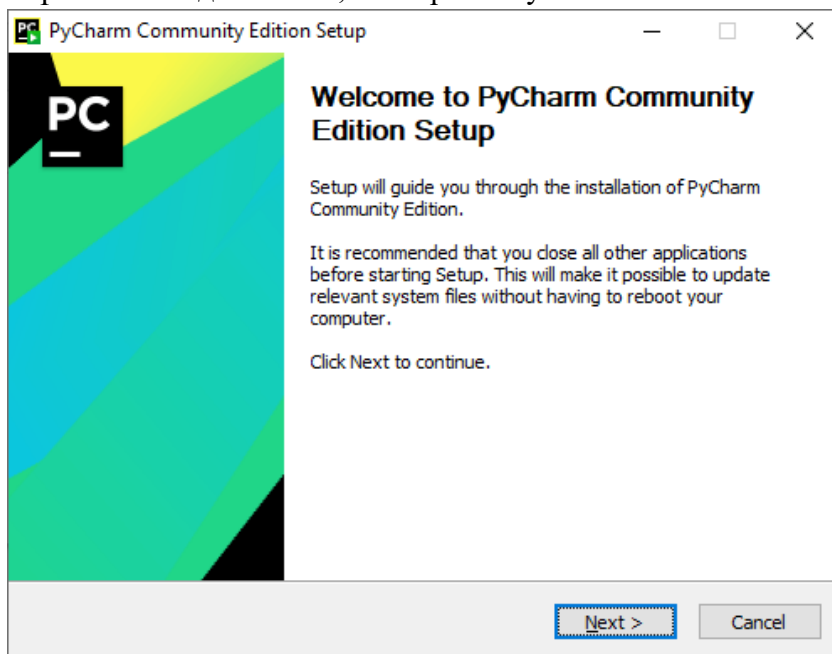 PyCharm Community Edition Setup
PC
Welcome to PyCharm Community
Edition Setup
Setup will guide you through the installation of PyCharm
Community Edition.
It is recommended that you close all other applications
before starting Setup. This will make it possible to update
relevant system files without having to reboot your
computer.
Click Next to continue.
Next >
Cancel